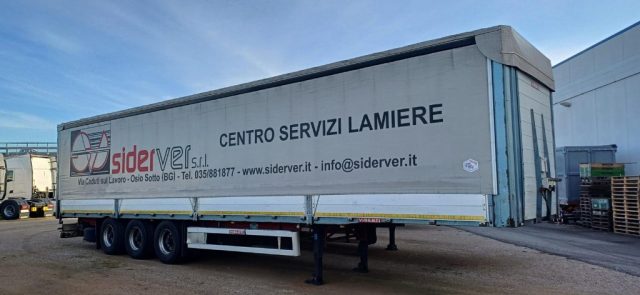 siderver s.r.l.
CENTRO SERVIZI LAMIERE
Via Caduti sul Lavoro - Osio Sotto (BG) - Tel. 035/881877 - www.siderver.it - info@siderver.it